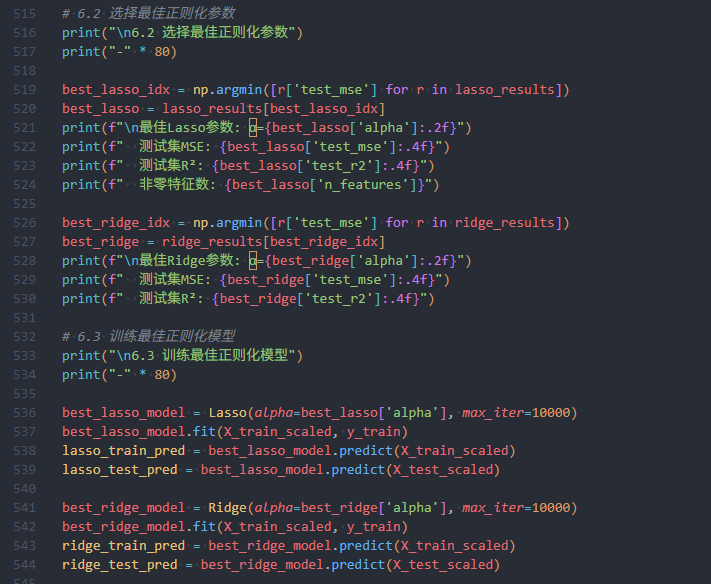 515 # 6.2 选择最佳正则化参数
516 print("\n6.2 选择最佳正则化参数")
517 print("-" * 80)
518
519 best_lasso_idx = np.argmin([r['test_mse'] for r in lasso_results])
520 best_lasso = lasso_results[best_lasso_idx]
521 print(f"\n最佳Lasso参数: α={best_lasso['alpha']:.2f}")
522 print(f"  测试集MSE: {best_lasso['test_mse']:.4f}")
523 print(f"  测试集R²: {best_lasso['test_r2']:.4f}")
524 print(f"  非零特征数: {best_lasso['n_features']}")
525
526 best_ridge_idx = np.argmin([r['test_mse'] for r in ridge_results])
527 best_ridge = ridge_results[best_ridge_idx]
528 print(f"\n最佳Ridge参数: α={best_ridge['alpha']:.2f}")
529 print(f"  测试集MSE: {best_ridge['test_mse']:.4f}")
530 print(f"  测试集R²: {best_ridge['test_r2']:.4f}")
531
532 # 6.3 训练最佳正则化模型
533 print("\n6.3 训练最佳正则化模型")
534 print("-" * 80)
535
536 best_lasso_model = Lasso(alpha=best_lasso['alpha'], max_iter=10000)
537 best_lasso_model.fit(X_train_scaled, y_train)
538 lasso_train_pred = best_lasso_model.predict(X_train_scaled)
539 lasso_test_pred = best_lasso_model.predict(X_test_scaled)
540
541 best_ridge_model = Ridge(alpha=best_ridge['alpha'], max_iter=10000)
542 best_ridge_model.fit(X_train_scaled, y_train)
543 ridge_train_pred = best_ridge_model.predict(X_train_scaled)
544 ridge_test_pred = best_ridge_model.predict(X_test_scaled)
545